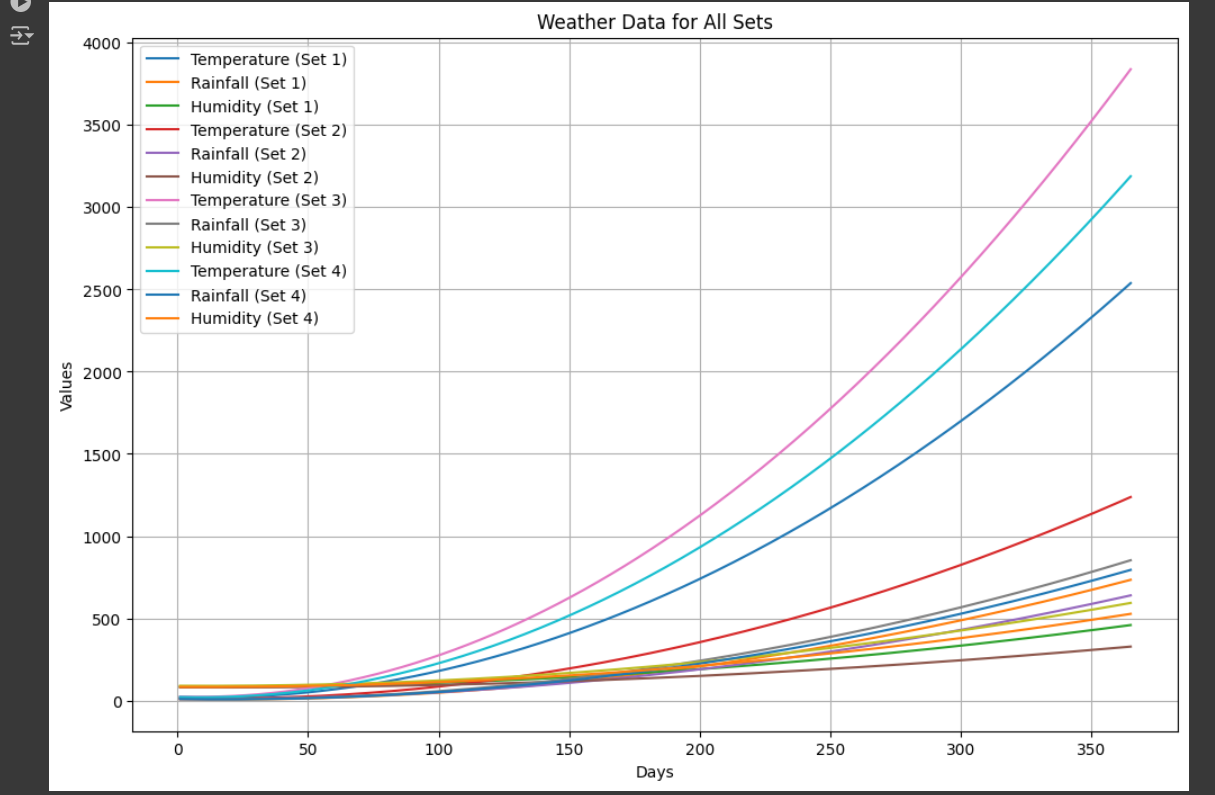 Weather Data for All Sets
4000
3500
3000
2500
2000
1500
1000
500
0
Values
Temperature (Set 1)
Rainfall (Set 1)
Humidity (Set 1)
Temperature (Set 2)
Rainfall (Set 2)
Humidity (Set 2)
Temperature (Set 3)
Rainfall (Set 3)
Humidity (Set 3)
Temperature (Set 4)
Rainfall (Set 4)
Humidity (Set 4)
0 50 100 150 200 250 300 350
Days